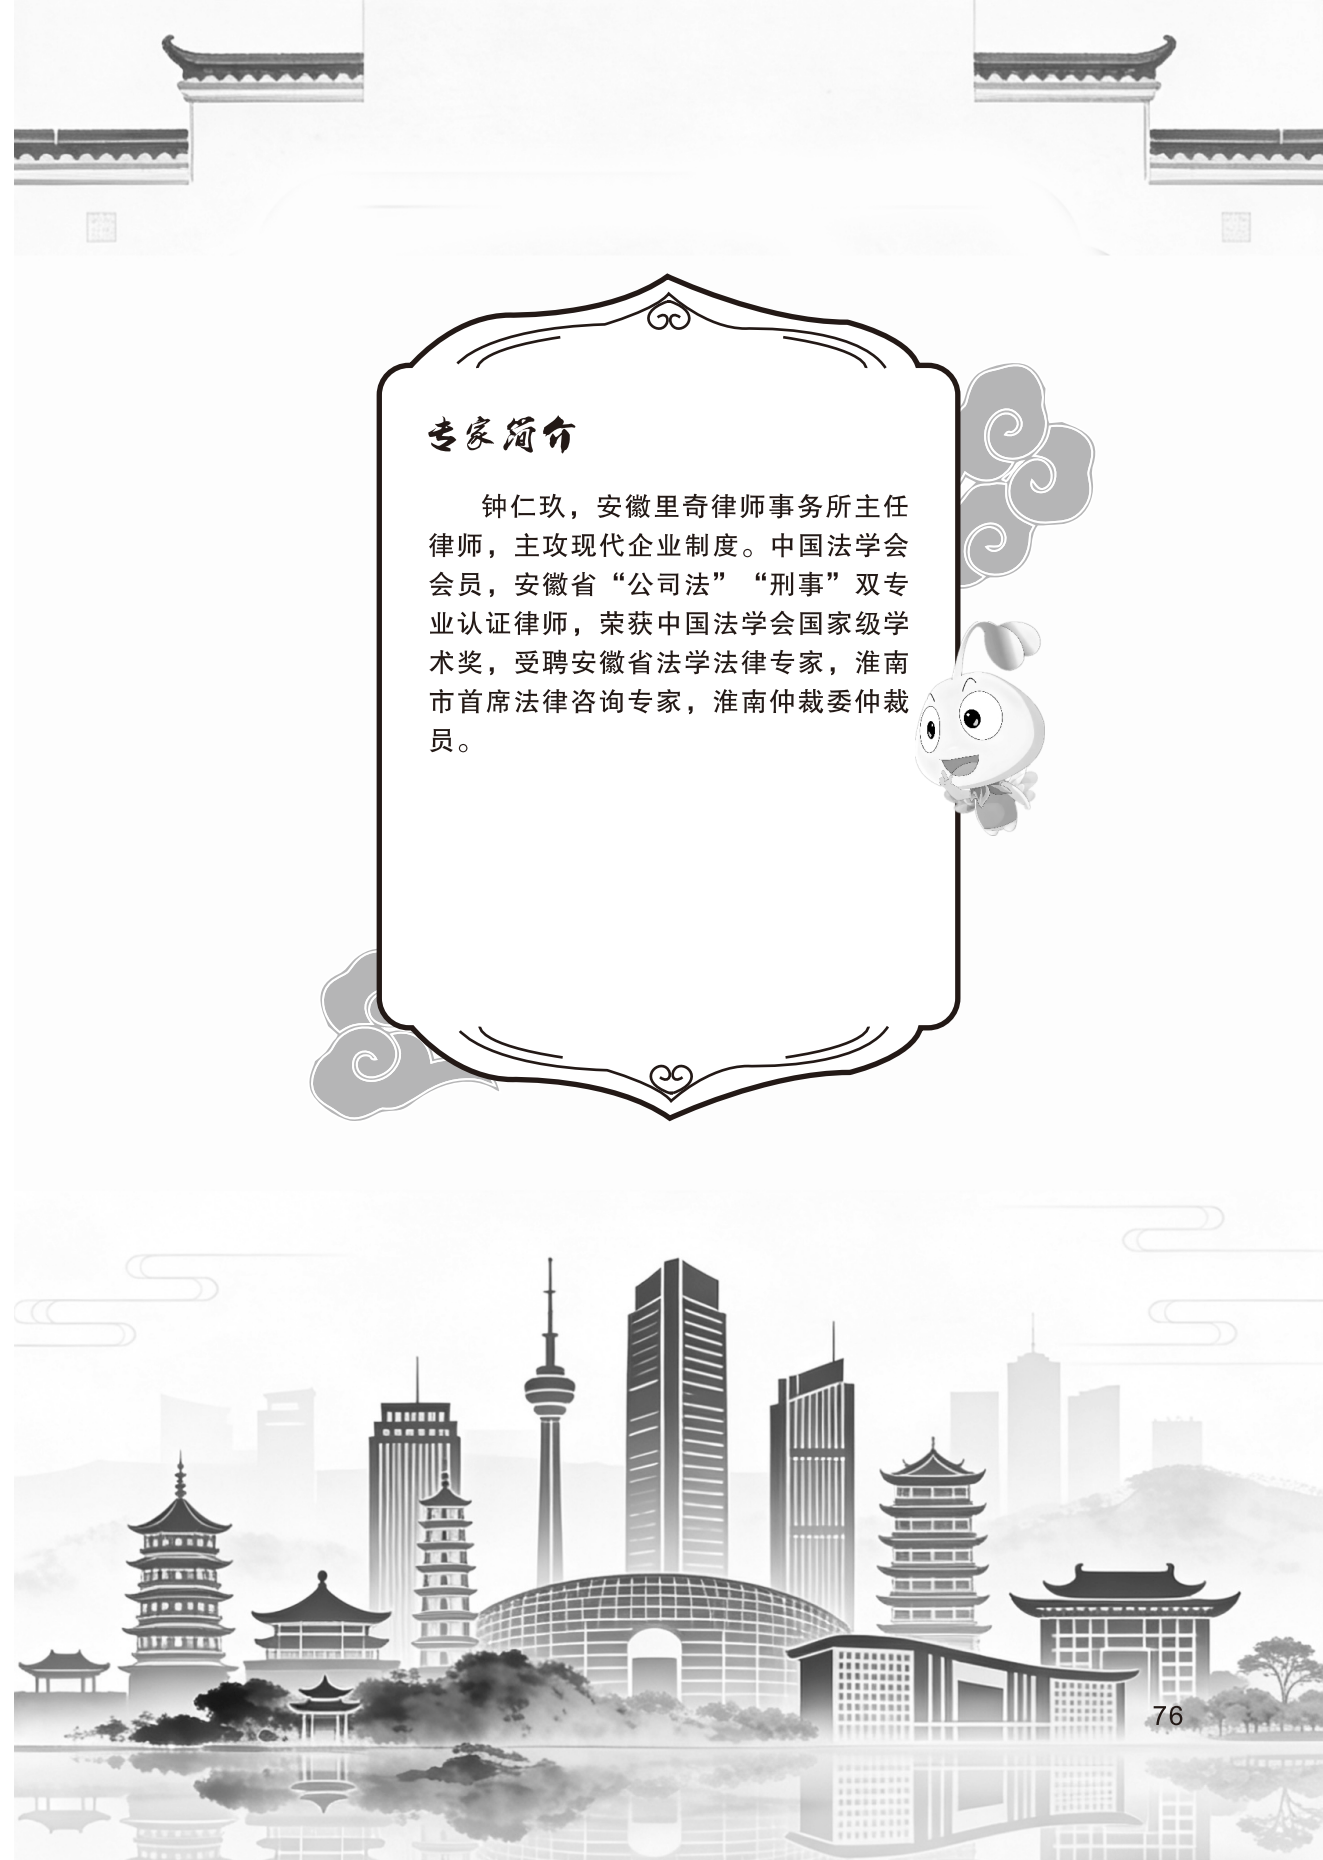 专家简介
钟仁玖，安徽里奇律师事务所主任
律师，主攻现代企业制度。中国法学会
会员，安徽省“公司法”“刑事”双专
业认证律师，荣获中国法学会国家级学
术奖，受聘安徽省法学法律专家，淮南
市首席法律咨询专家，淮南仲裁委仲裁
员。
76